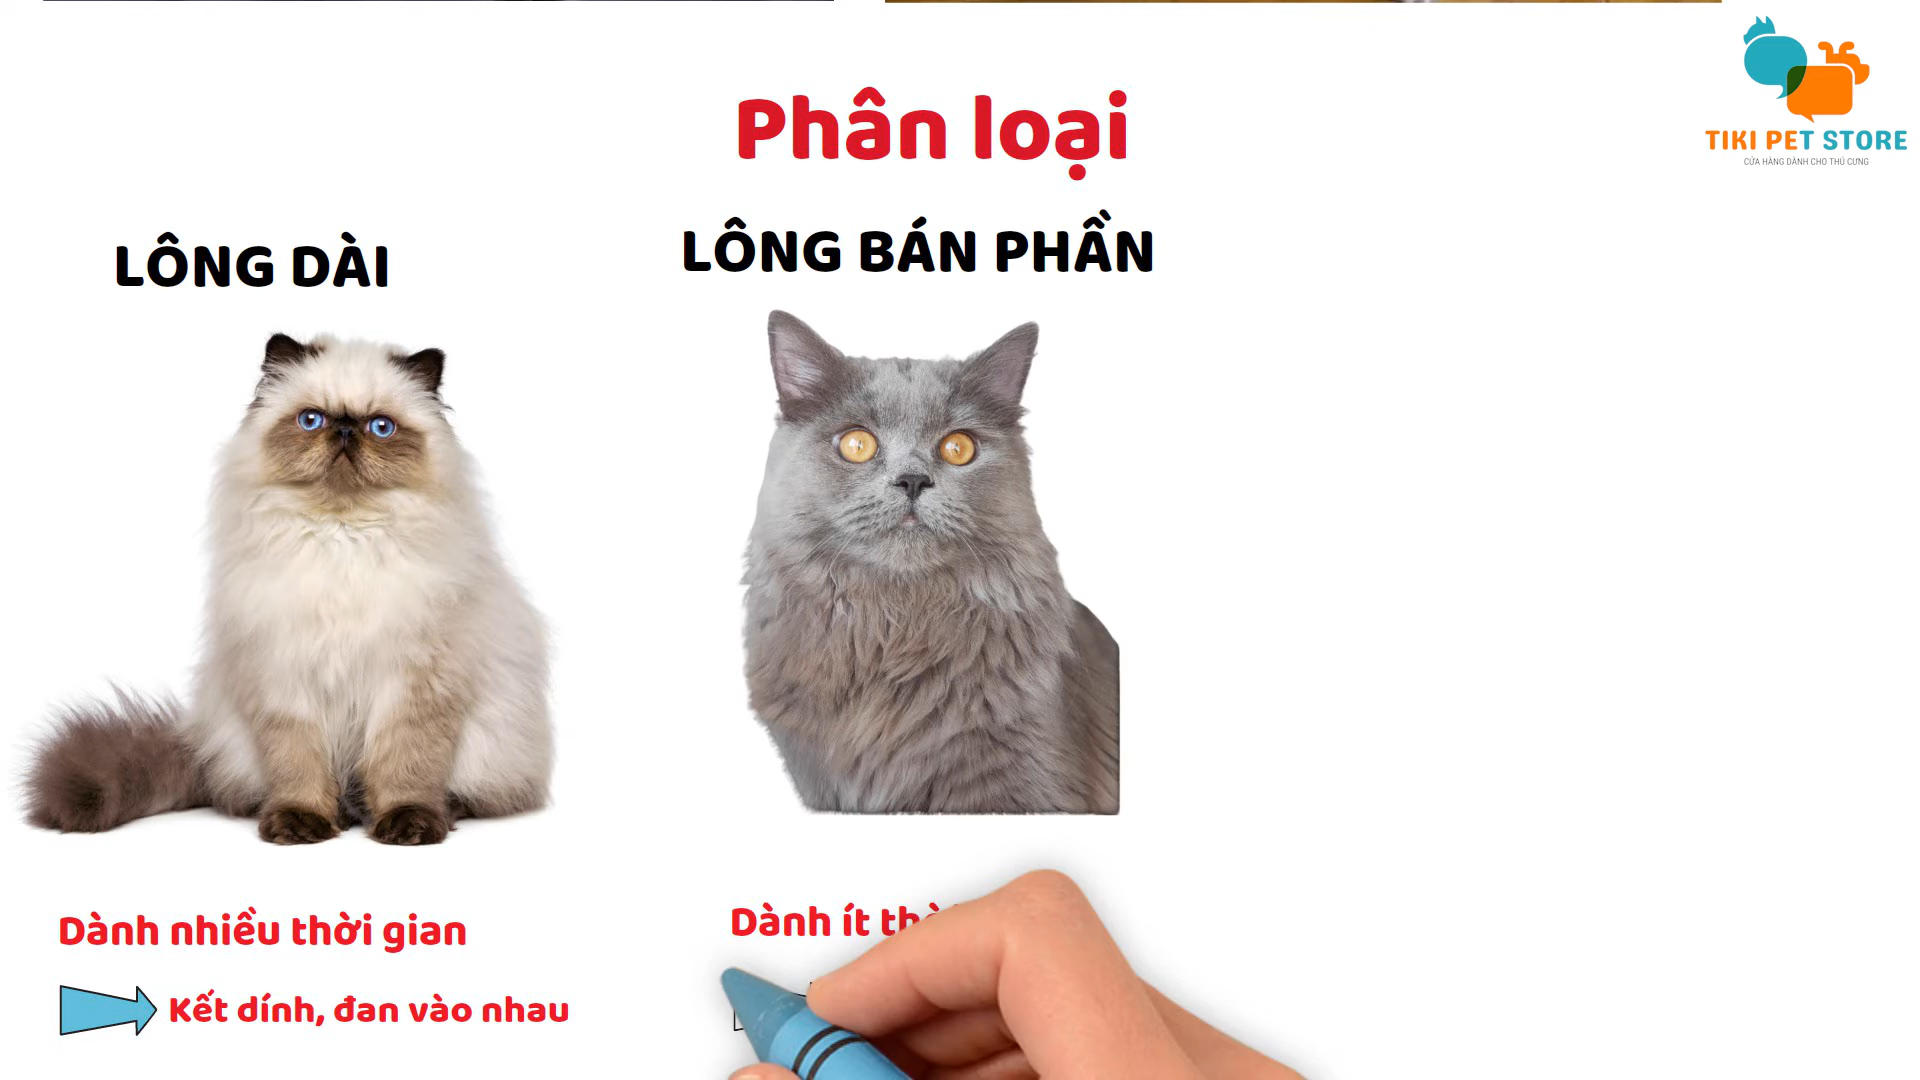 TIKI PET STORE
CỬA HÀNG DÀNH CHO THÚ CƯNG
Phân loại
LÔNG DÀI
LÔNG BÁN PHẦN
Dành nhiều thời gian
Kết dính, đan vào nhau
Dành ít